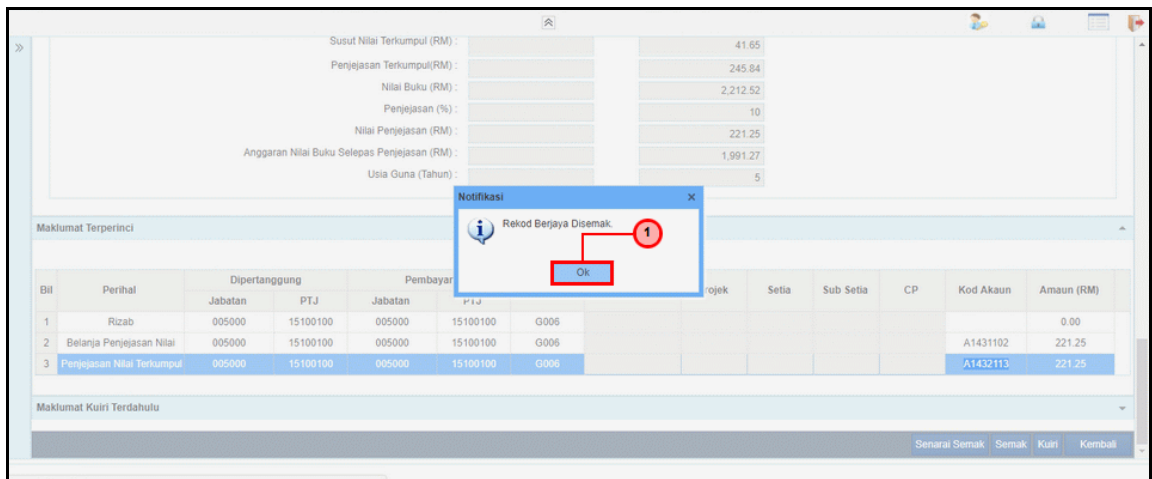 Susut Nilai Terkumpul (RM) : 41.65
Penjejasan Terkumpul(RM) : 245.84
Nilai Buku (RM) : 2,212.52
Penjejasan (%) : 10
Nilai Penjejasan (RM) : 221.25
Anggaran Nilai Buku Selepas Penjejasan (RM) : 1,991.27
Usia Guna (Tahun) : 5
Notifikasi x
Rekod Berjaya Disemak. 1
Ok
Maklumat Terperinci
Bil Perihal Dipertanggung Pembayar rojek Setia Sub Setia CP Kod Akaun Amaun (RM)
Jabatan PTJ Jabatan PTJ
1 Rizab 005000 15100100 005000 15100100 G006 0.00
2 Belanja Penjejasan Nilai 005000 15100100 005000 15100100 G006 A1431102 221.25
3 Penjejasan Nilai Terkumpul 005000 15100100 005000 15100100 G006 A1432113 221.25
Maklumat Kuiri Terdahulu
Senarai Semak Semak Kuiri Kembali